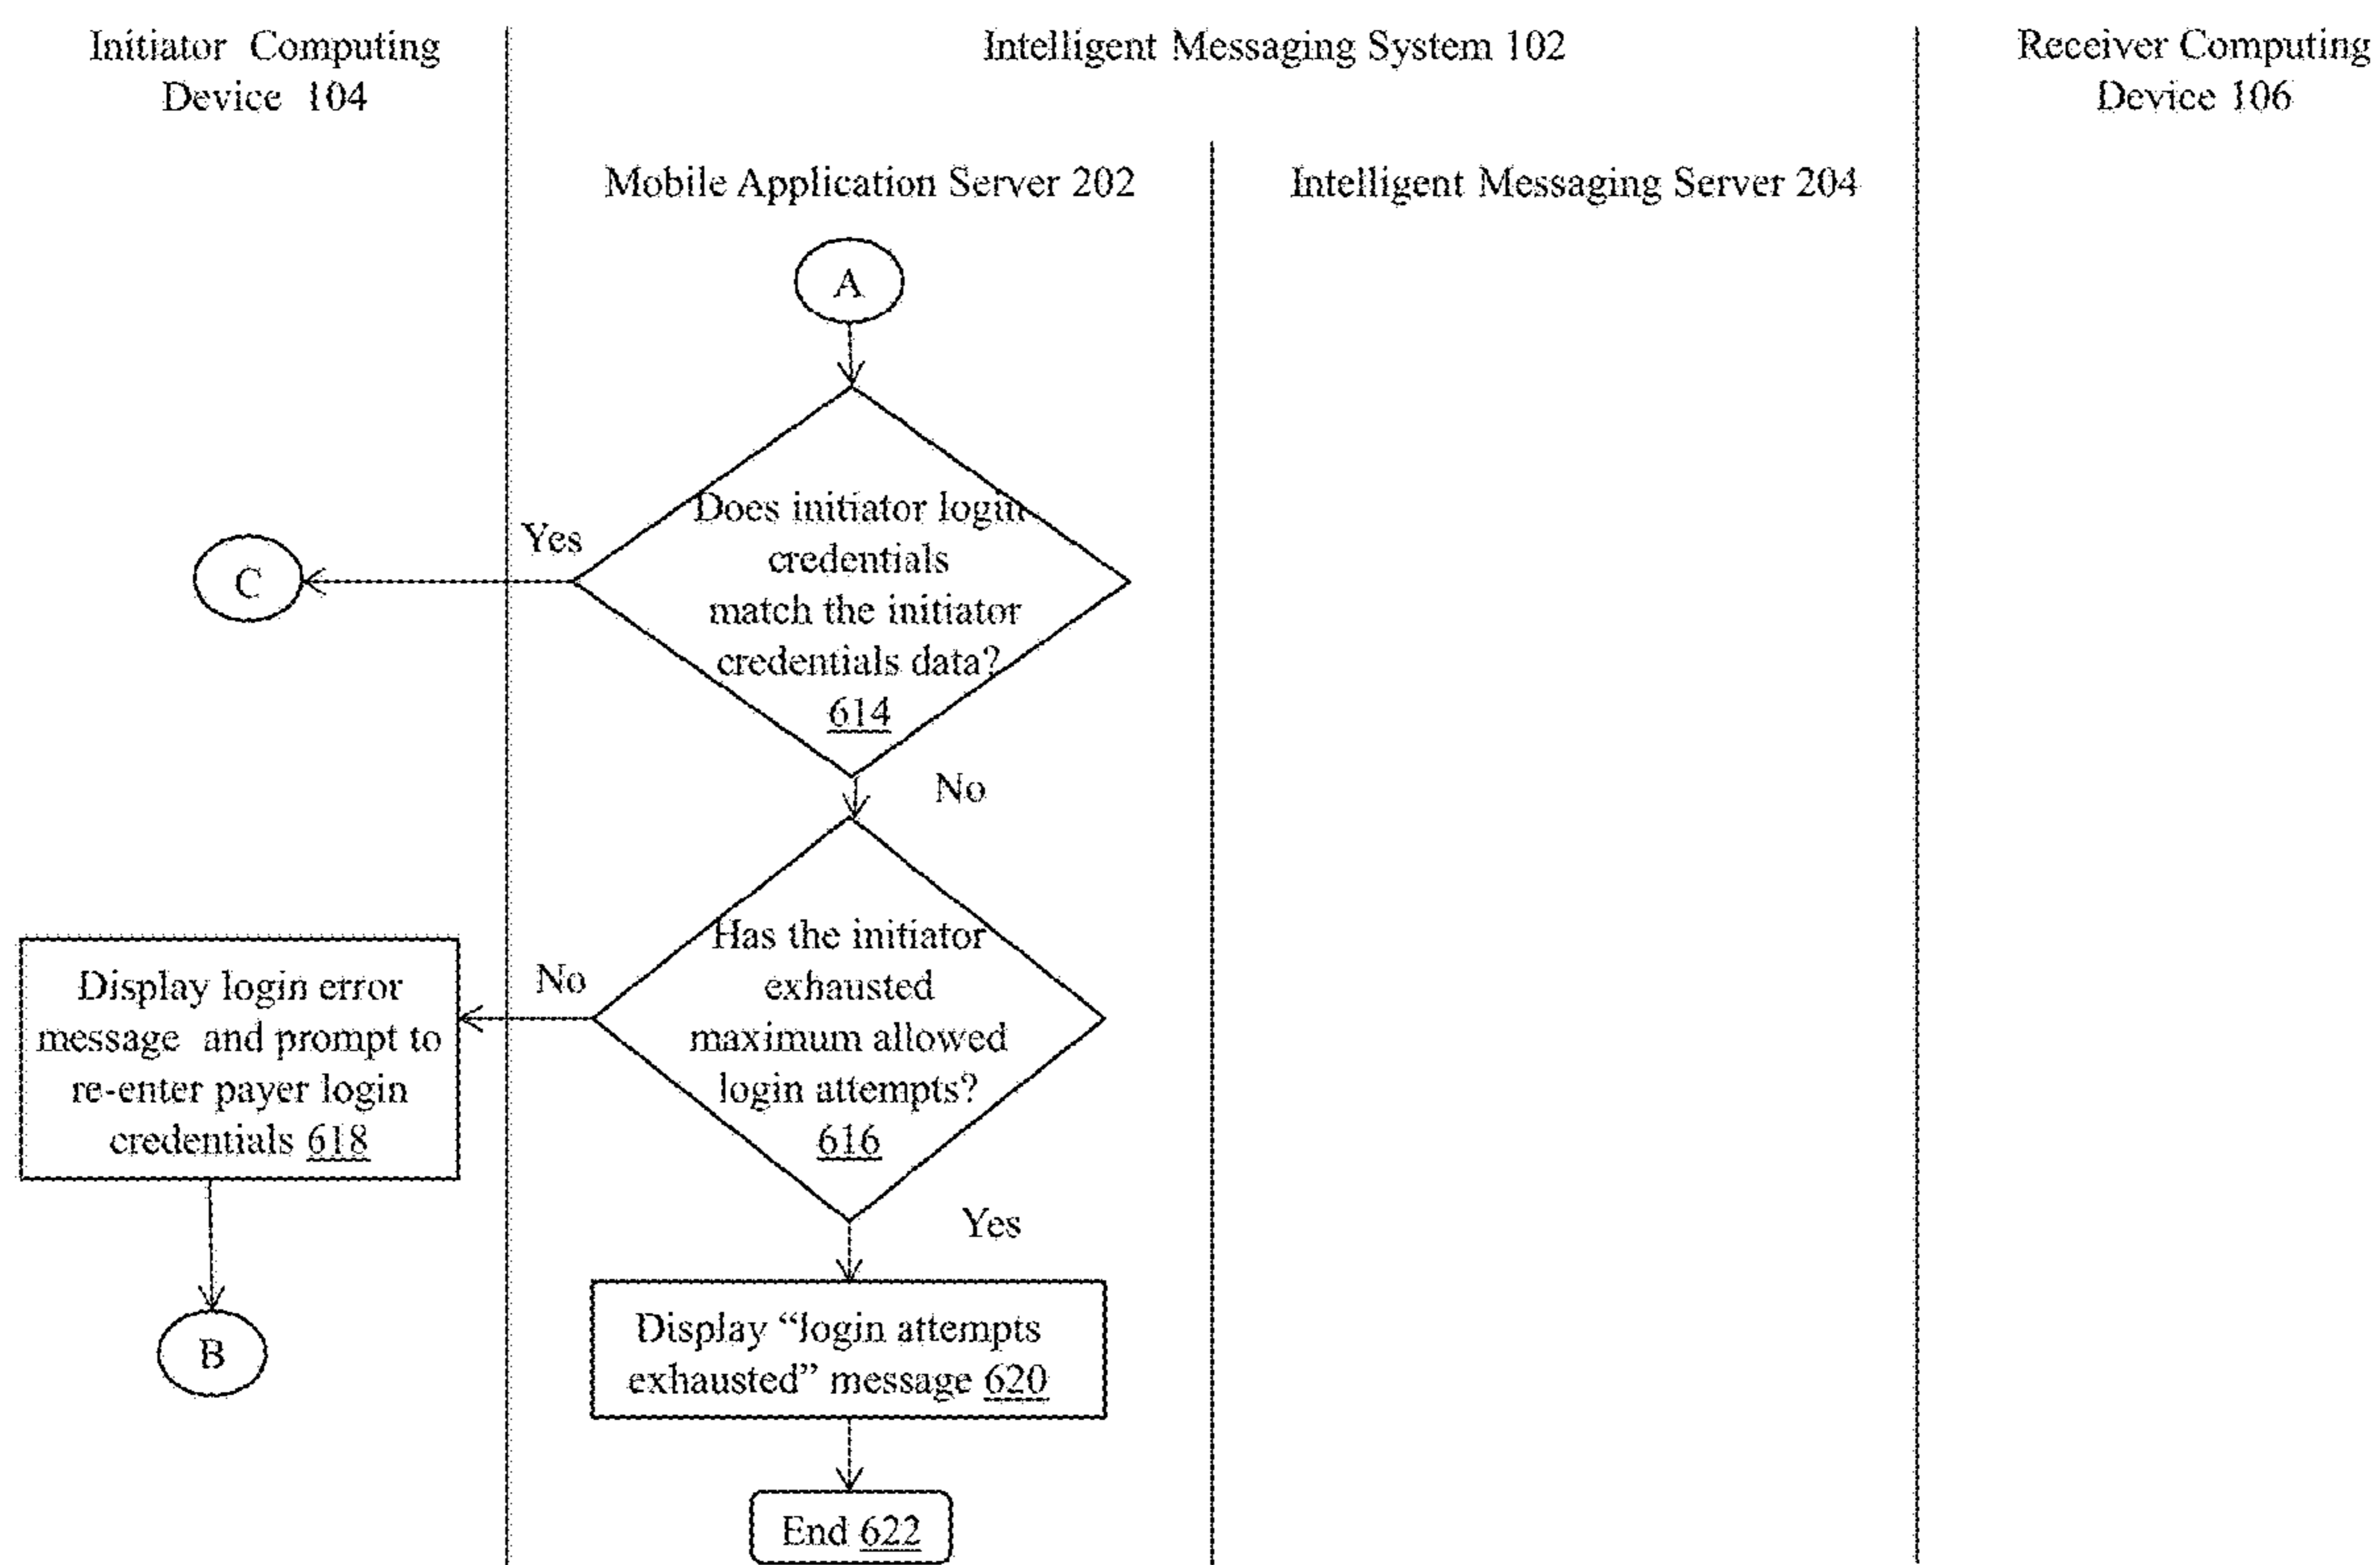 Initiator Computing
Device 104
Intelligent Messaging System 102
Receiver Computing
Device 106
Mobile Application Server 202
Intelligent Messaging Server 204
A
Does initiator login
credentials
match the initiator
credentials data?
614
Yes
C
No
Has the initiator
exhausted
maximum allowed
login attempts?
616
No
Display login error
message and prompt to
re-enter payer login
credentials 618
B
Yes
Display “login attempts
exhausted” message 620
End 622